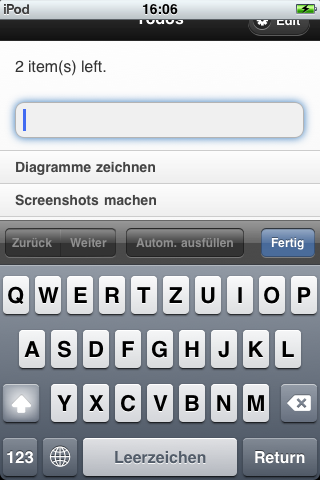 iPod 16:06
Todos Edit
2 item(s) left.
Diagramme zeichnen
Screenshots machen
Zurück Weiter Autom. ausfüllen Fertig
Q W E R T Z U I O P
A S D F G H J K L
Y X C V B N M
123 Leerzeichen Return